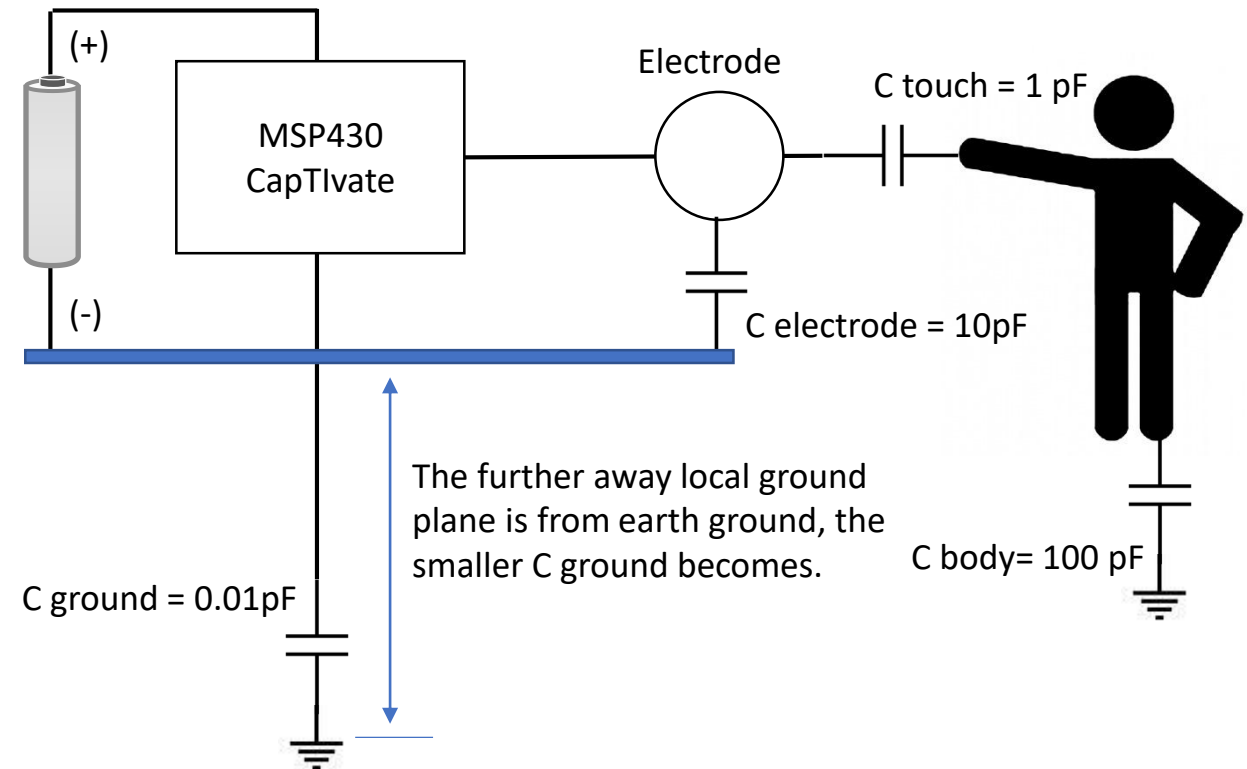 (+)
MSP430
CapTIvate
Electrode
C touch = 1 pF
(-)
C electrode = 10pF
The further away local ground
plane is from earth ground, the
smaller C ground becomes.
C body= 100 pF
C ground = 0.01pF